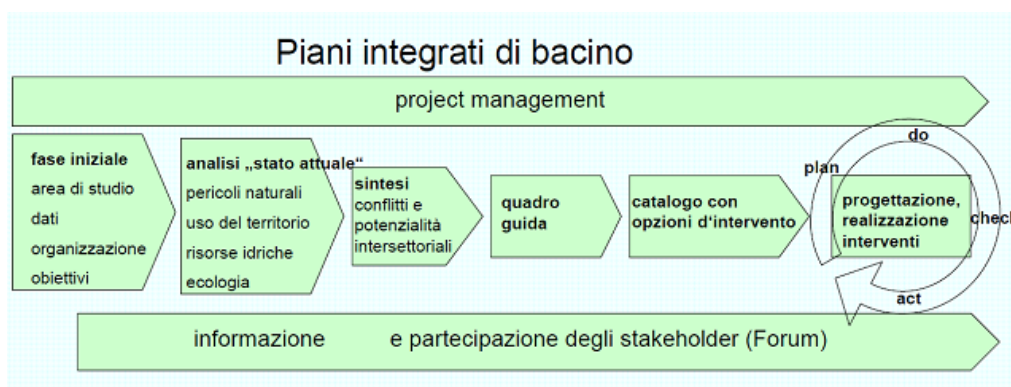 Piani integrati di bacino
project management
fase iniziale
area di studio
dati
organizzazione
obiettivi
analisi „stato attuale“
pericoli naturali
uso del territorio
risorse idriche
ecologia
sintesi
conflitti e
potenzialità
intersettoriali
quadro
guida
catalogo con
opzioni d'intervento
plan
do
check
act
progettazione,
realizzazione
interventi
informazione e partecipazione degli stakeholder (Forum)